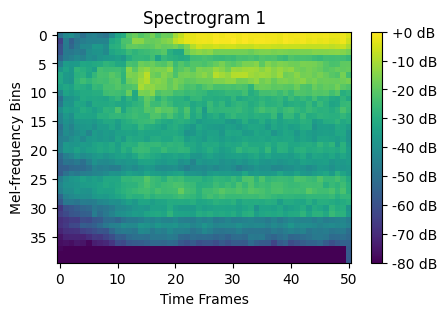 Spectrogram 1
Mel-frequency Bins
0
5
10
15
20
25
30
35
0
10
20
30
40
50
Time Frames
+0 dB
-10 dB
-20 dB
-30 dB
-40 dB
-50 dB
-60 dB
-70 dB
-80 dB